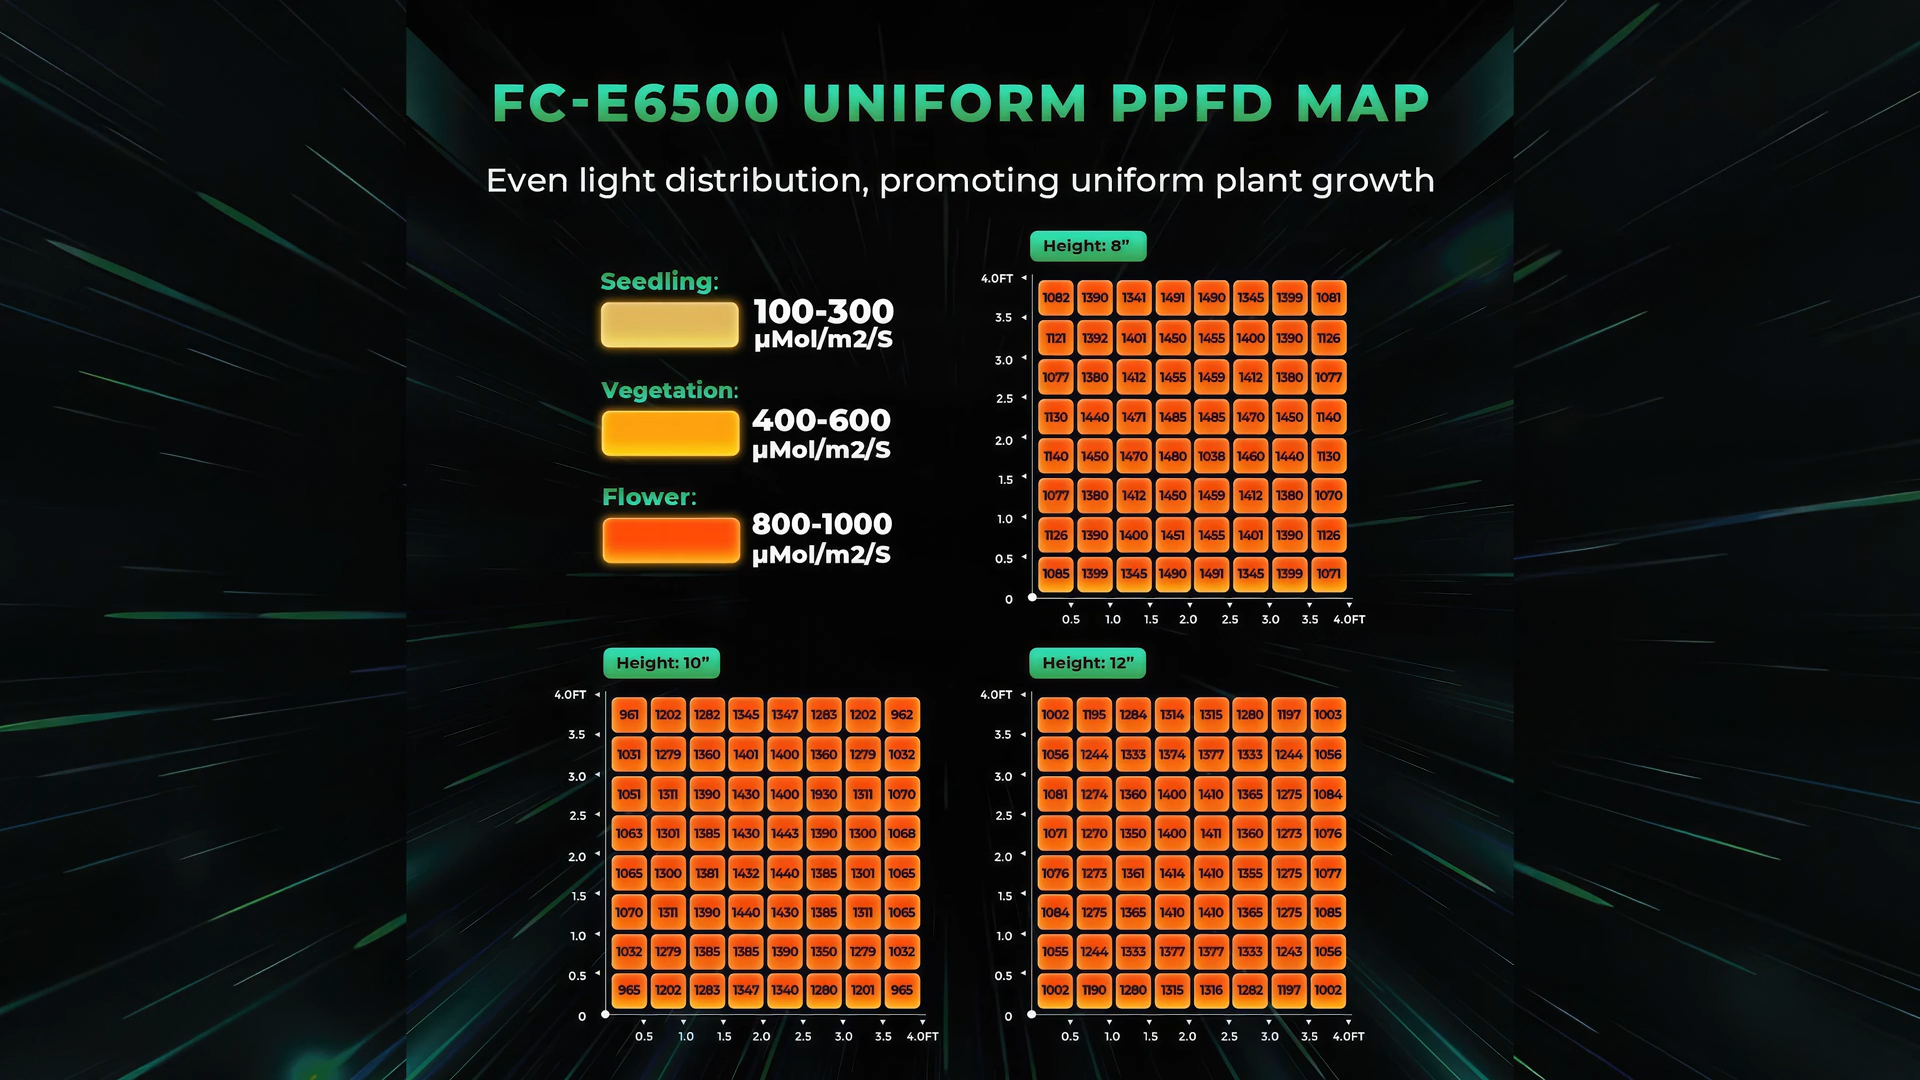 FC-E6500 UNIFORM PPFD MAP
Even light distribution, promoting uniform plant growth
Seedling:
100-300
µMol/m2/S
Vegetation:
400-600
µMol/m2/S
Flower:
800-1000
µMol/m2/S
Height: 8”
4.0FT
1082 1390 1341 1491 1490 1345 1399 1081
3.5
1121 1392 1401 1450 1455 1400 1390 1126
3.0
1077 1380 1412 1455 1459 1412 1380 1077
2.5
1130 1440 1471 1485 1485 1470 1450 1140
2.0
1140 1450 1470 1480 1038 1460 1440 1130
1.5
1077 1380 1412 1450 1459 1412 1380 1070
1.0
1126 1390 1400 1451 1455 1401 1390 1126
0.5
1085 1399 1345 1490 1491 1345 1399 1071
0
0.5 1.0 1.5 2.0 2.5 3.0 3.5 4.0FT
Height: 10”
4.0FT
961 1202 1282 1345 1347 1283 1202 962
3.5
1031 1279 1360 1401 1400 1360 1279 1032
3.0
1051 1311 1390 1430 1400 1930 1311 1070
2.5
1063 1301 1385 1430 1443 1390 1300 1068
2.0
1065 1300 1381 1432 1440 1385 1301 1065
1.5
1070 1311 1390 1440 1430 1385 1311 1065
1.0
1032 1279 1385 1385 1390 1350 1279 1032
0.5
965 1202 1283 1347 1340 1280 1201 965
0
0.5 1.0 1.5 2.0 2.5 3.0 3.5 4.0FT
Height: 12”
4.0FT
1002 1195 1284 1314 1315 1280 1197 1003
3.5
1056 1244 1333 1374 1377 1333 1244 1056
3.0
1081 1274 1360 1400 1410 1365 1275 1084
2.5
1071 1270 1350 1400 1411 1360 1273 1076
2.0
1076 1273 1361 1414 1410 1355 1275 1077
1.5
1084 1275 1365 1410 1410 1365 1275 1085
1.0
1055 1244 1333 1377 1377 1333 1243 1056
0.5
1002 1190 1280 1315 1316 1282 1197 1002
0
0.5 1.0 1.5 2.0 2.5 3.0 3.5 4.0FT